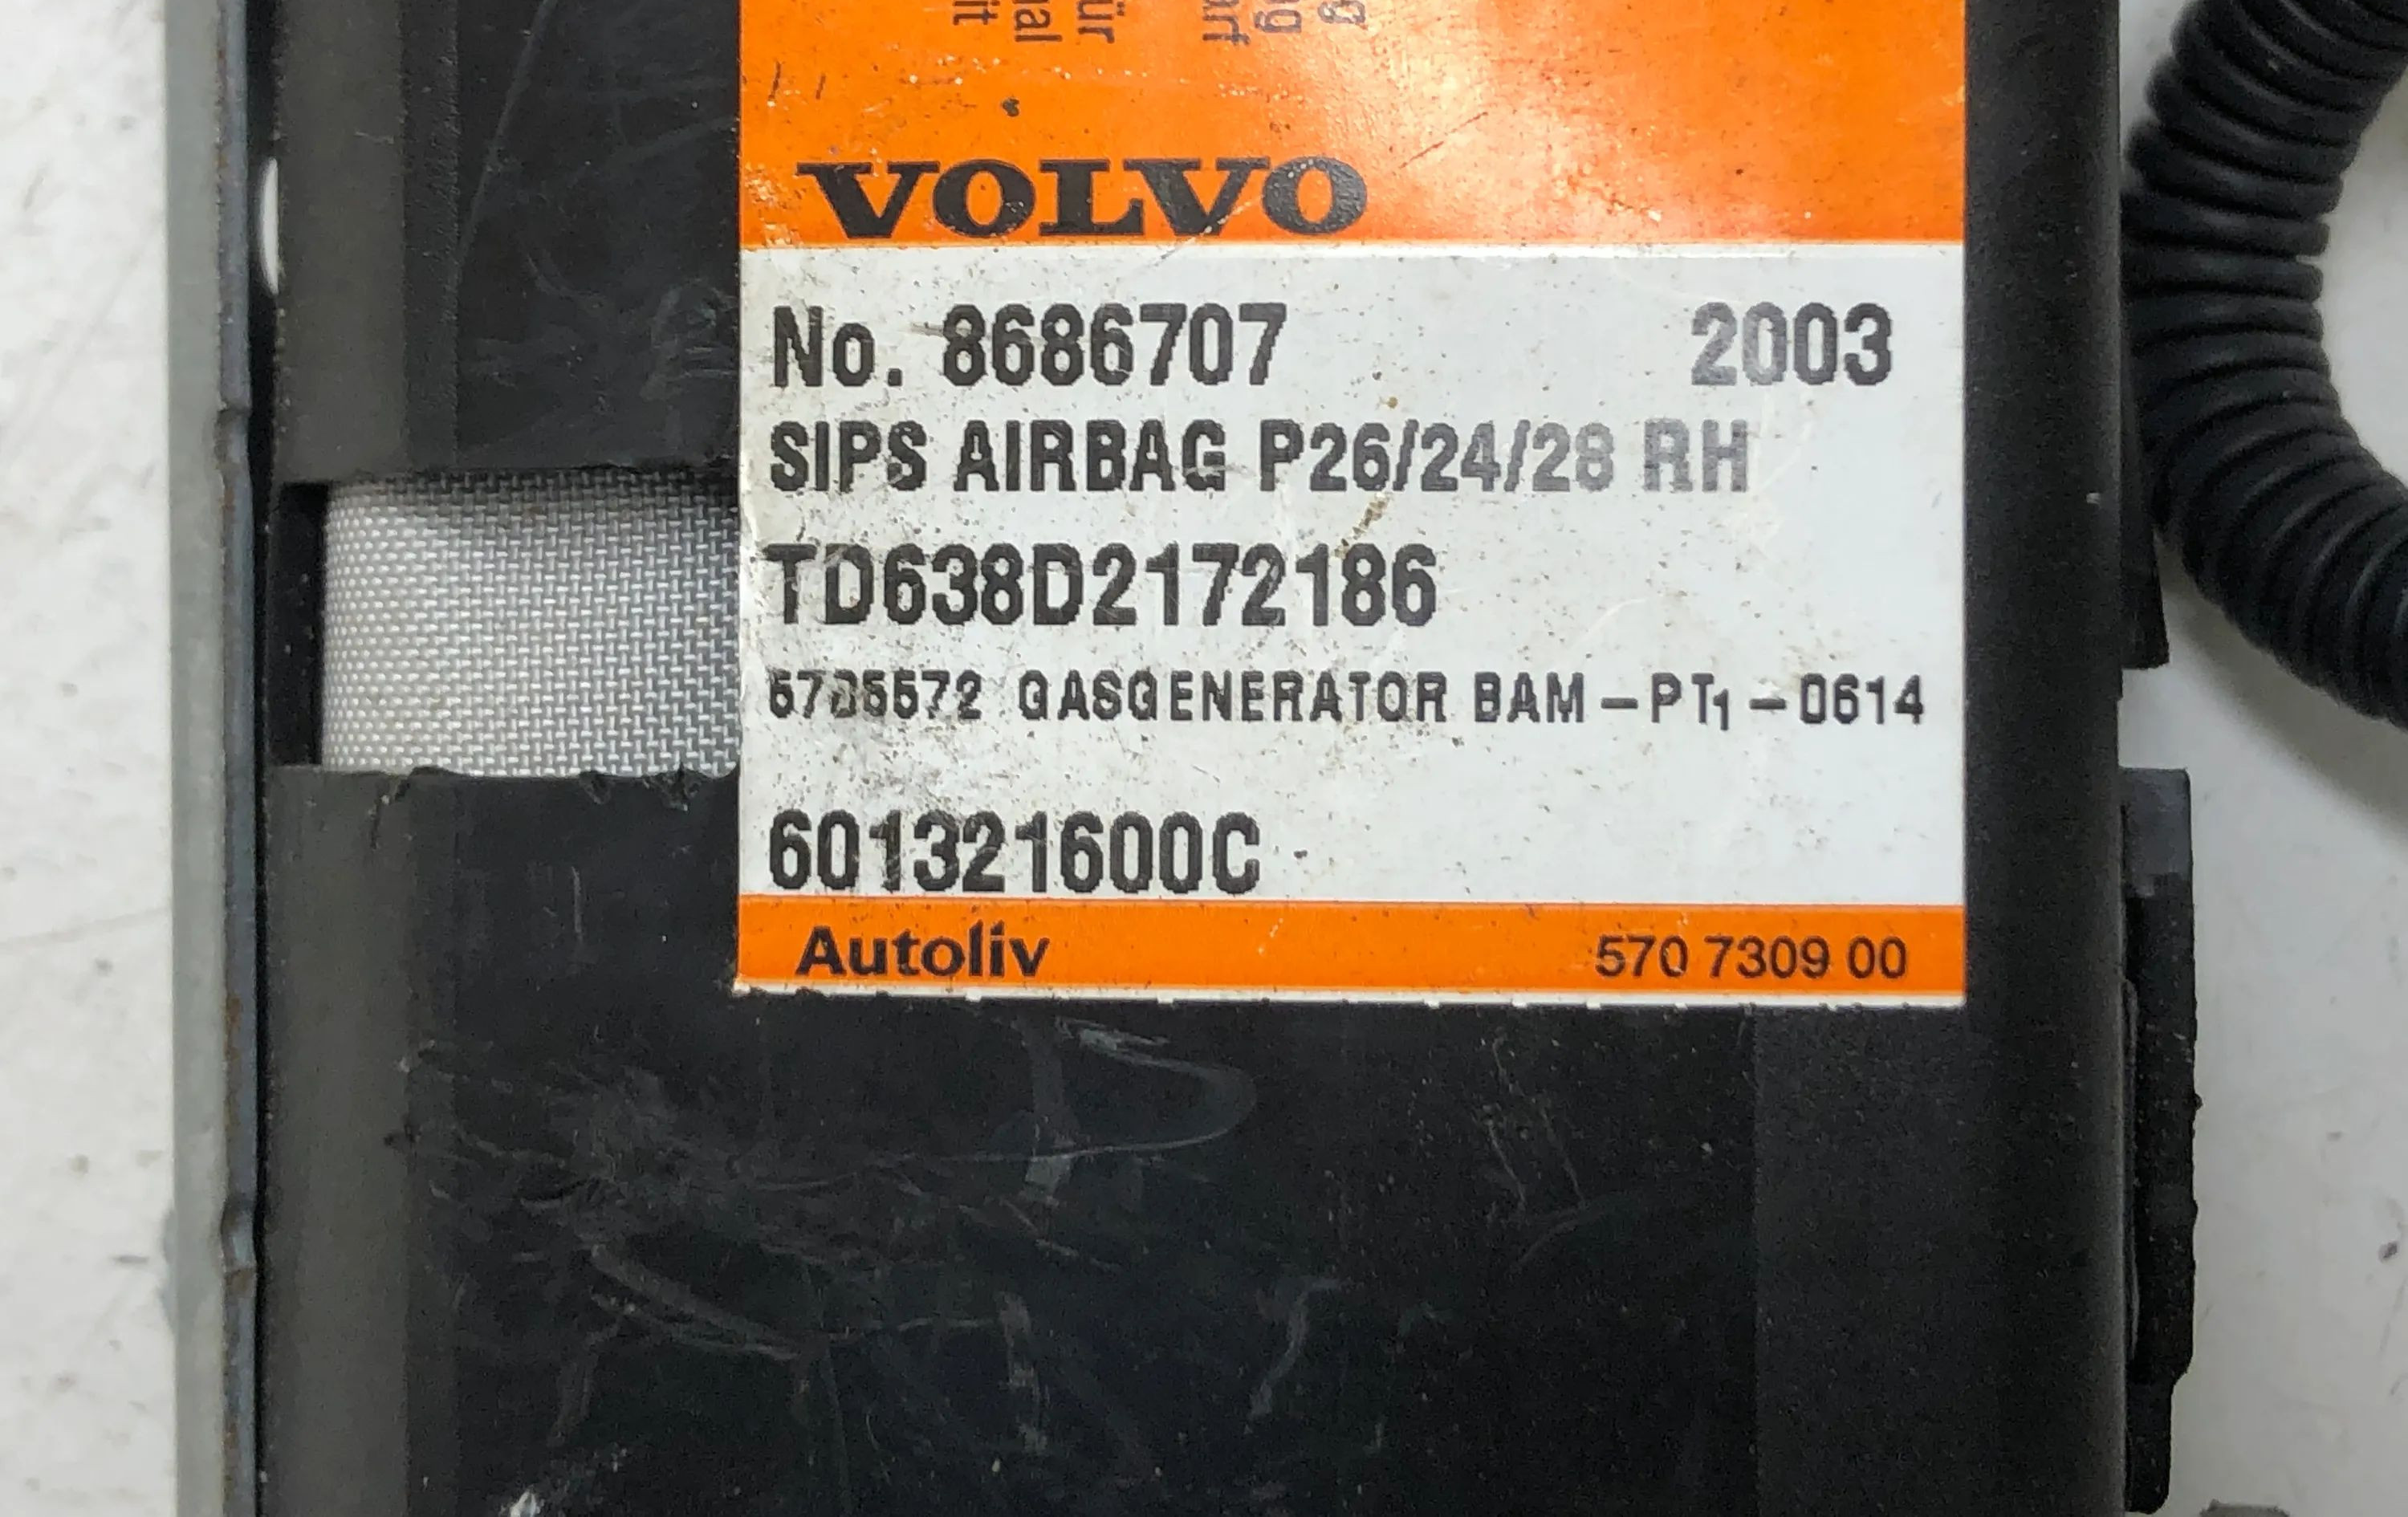 VOLVO
No. 8686707 2003
SIPS AIRBAG P26/24/28 RH
TD638D2172186
GASGENERATOR BAM-PT1-0614
601321600C
Autoliv 570 7309 00